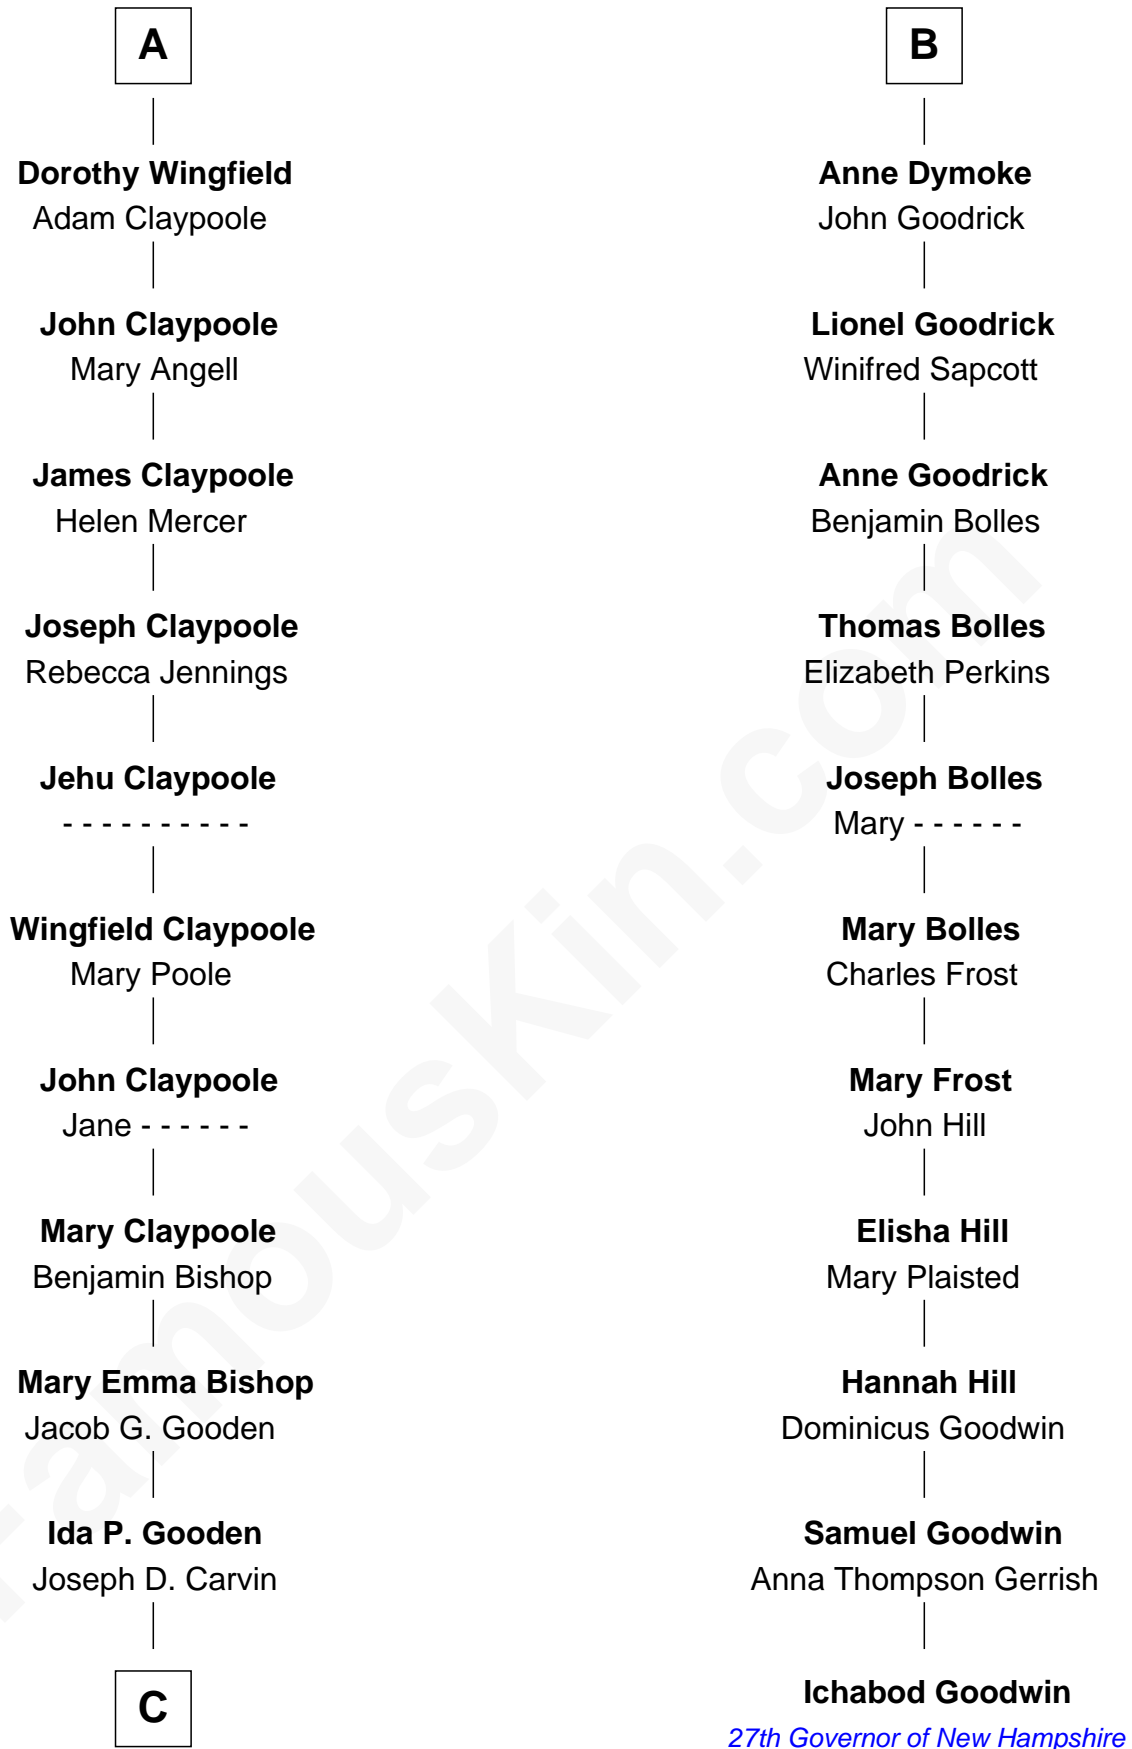 A
Dorothy Wingfield
Adam Claypoole
John Claypoole
Mary Angell
James Claypoole
Helen Mercer
Joseph Claypoole
Rebecca Jennings
Jehu Claypoole
- - - - - - - - - -
Wingfield Claypoole
Mary Poole
John Claypoole
Jane - - - - - -
Mary Claypoole
Benjamin Bishop
Mary Emma Bishop
Jacob G. Gooden
Ida P. Gooden
Joseph D. Carvin
C
B
Anne Dymoke
John Goodrick
Lionel Goodrick
Winifred Sapcott
Anne Goodrick
Benjamin Bolles
Thomas Bolles
Elizabeth Perkins
Joseph Bolles
Mary - - - - - -
Mary Bolles
Charles Frost
Mary Frost
John Hill
Elisha Hill
Mary Plaisted
Hannah Hill
Dominicus Goodwin
Samuel Goodwin
Anna Thompson Gerrish
Ichabod Goodwin
27th Governor of New Hampshire
FamousKin.com